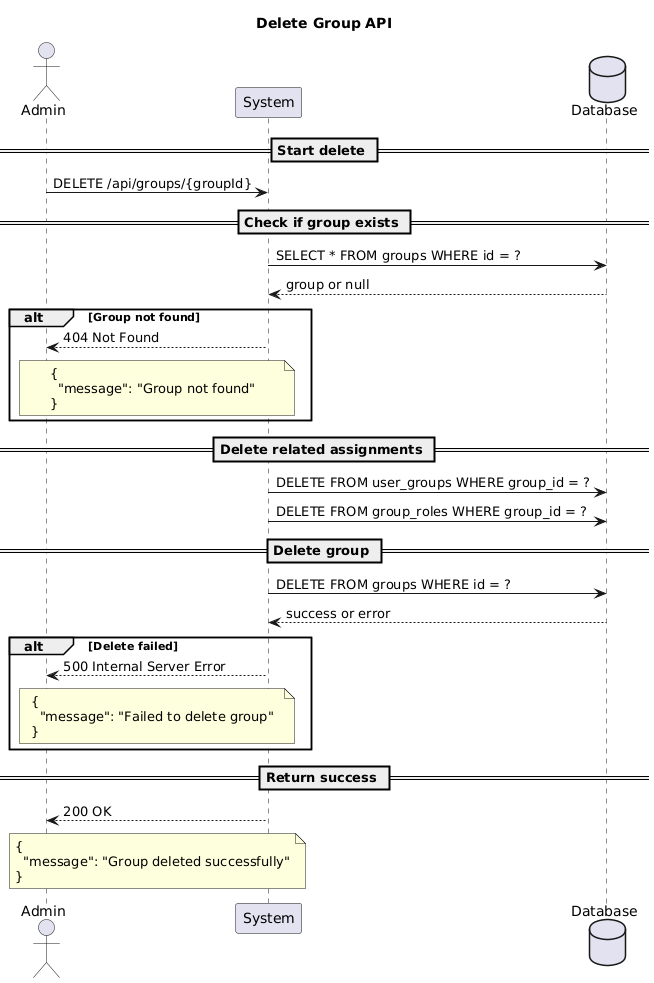 Delete Group API
Admin
System
Database
Start delete
DELETE /api/groups/{groupId}
Check if group exists
SELECT * FROM groups WHERE id = ?
group or null
alt [Group not found]
404 Not Found
{
"message": "Group not found"
}
Delete related assignments
DELETE FROM user_groups WHERE group_id = ?
DELETE FROM group_roles WHERE group_id = ?
Delete group
DELETE FROM groups WHERE id = ?
success or error
alt [Delete failed]
500 Internal Server Error
{
"message": "Failed to delete group"
}
Return success
200 OK
{
"message": "Group deleted successfully"
}
Admin
System
Database